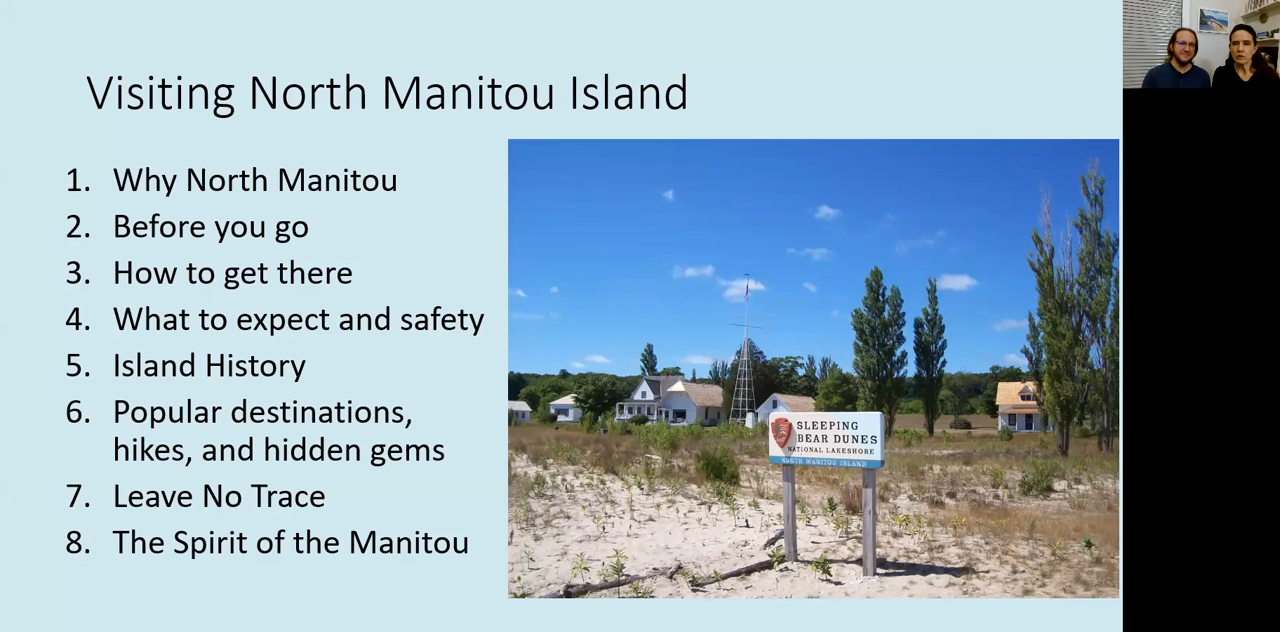 Visiting North Manitou Island
1. Why North Manitou
2. Before you go
3. How to get there
4. What to expect and safety
5. Island History
6. Popular destinations,
hikes, and hidden gems
7. Leave No Trace
8. The Spirit of the Manitou
SLEEPING
BEAR DUNES
NATIONAL LAKESHORE
NORTH MANITOU ISLAND